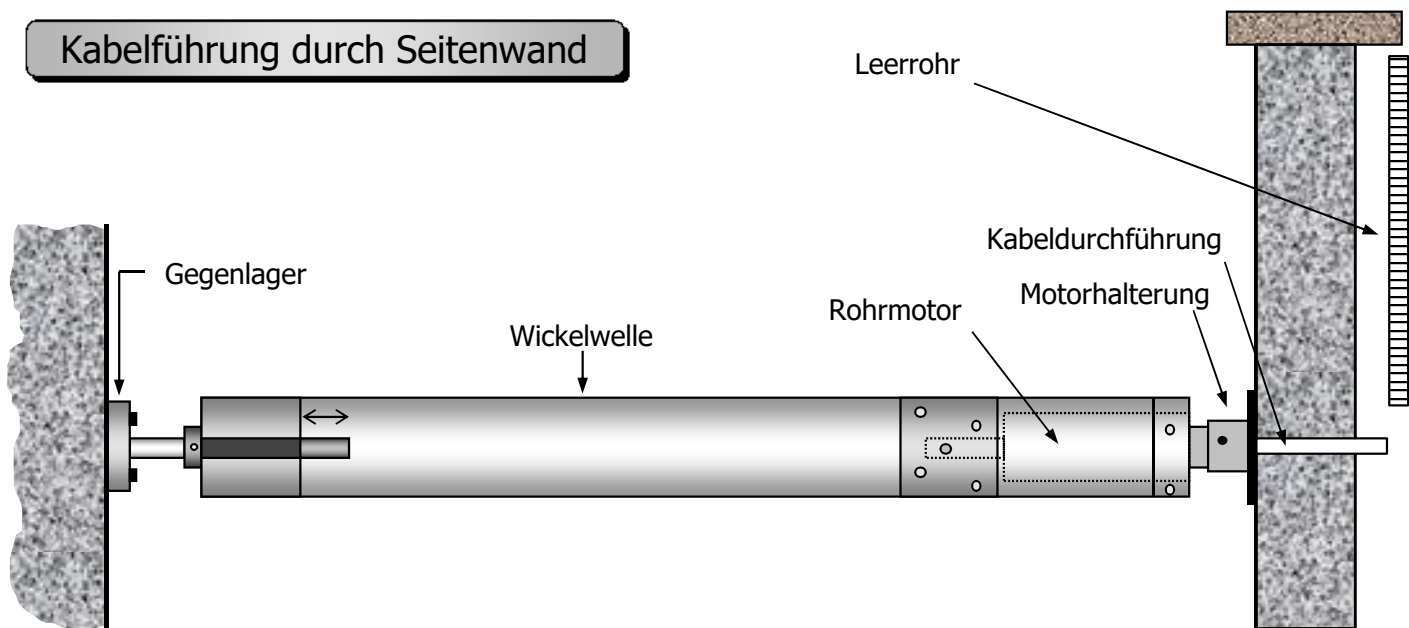 Kabelführung durch Seitenwand
Leerrohr
Kabeldurchführung
Gegenlager
Motorhalterung
Rohrmotor
Wickelwelle